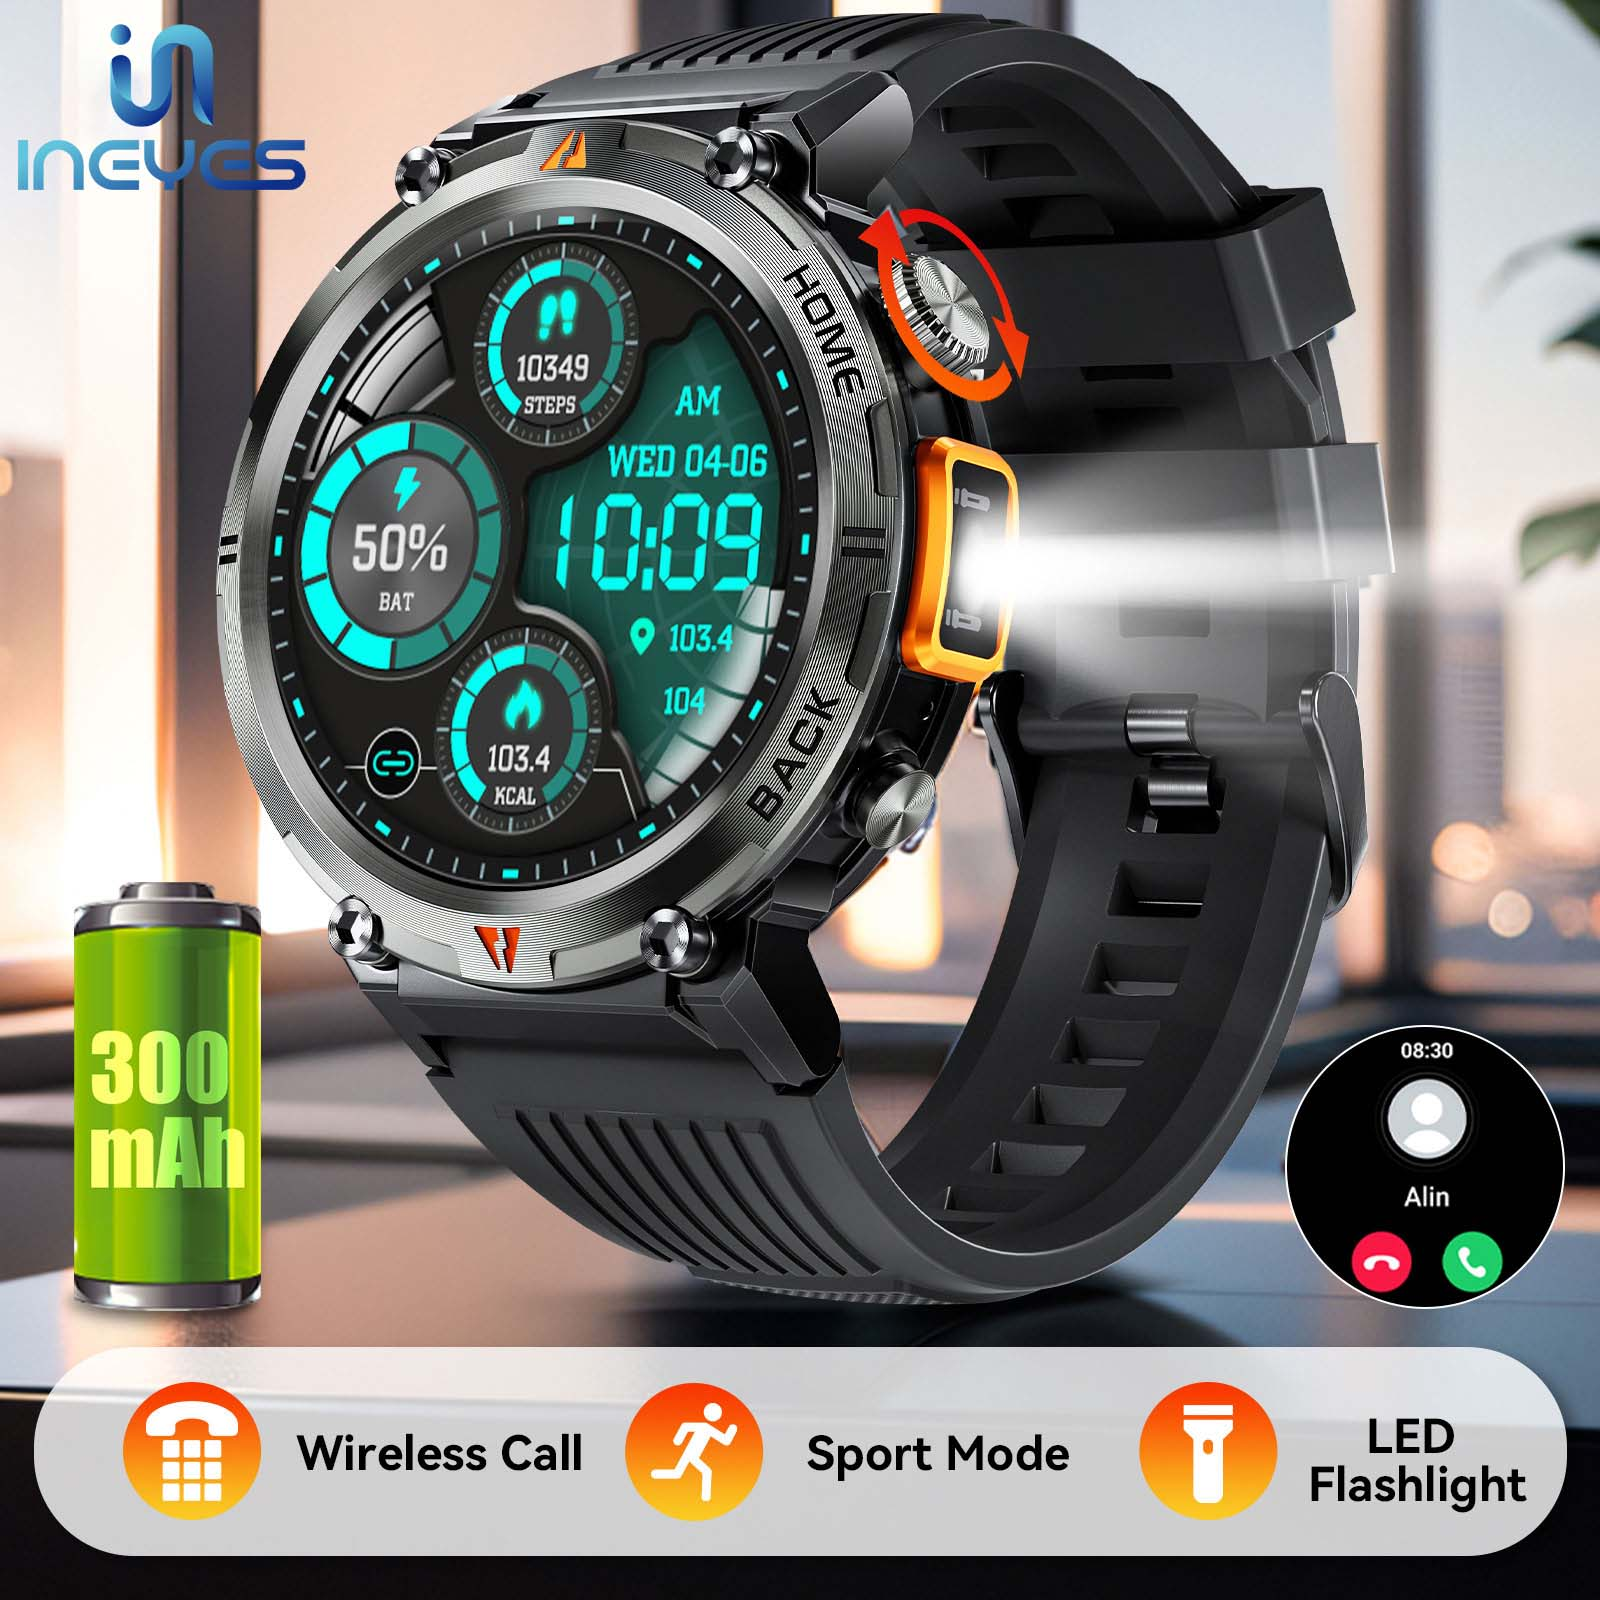 in
INEYES
HOME
10349
STEPS
AM
WED 04-06
10:09
50%
BAT
103.4
104
103.4
KCAL
BACK
300
mAh
08:30
Alin
Wireless Call
Sport Mode
LED
Flashlight